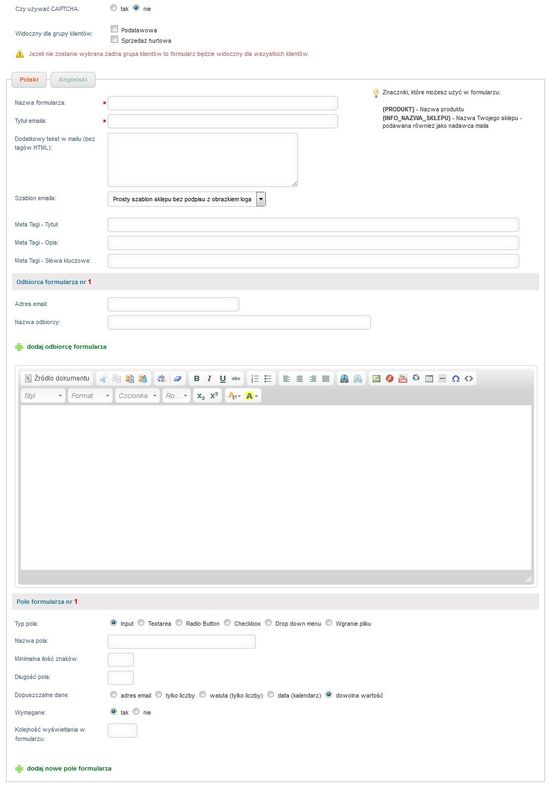 Czy używać CAPTCHA: tak nie
Widoczny dla grupy klientów: Podstawowa
Sprzedaż hurtowa
Jeżeli nie zostanie wybrana żadna grupa klientów to formularz będzie widoczny dla wszystkich klientów.
Polski Angielski
Znaczniki, które możesz użyć w formularzu:
Nazwa formularza:
{PRODUKT} - Nazwa produktu
Tytuł emaila:
{INFO_NAZWA_SKLEPU} - Nazwa Twojego sklepu -
podawana również jako nadawca maila
Dodatkowy tekst w mailu (bez
tagów HTML):
Szablon emaila: Prosty szablon sklepu bez podpisu z obrazkiem loga
Meta Tagi - Tytuł:
Meta Tagi - Opis:
Meta Tagi - Słowa kluczowe:
Odbiorca formularza nr 1
Adres email:
Nazwa odbiorcy:
dodaj odbiorcę formularza
Źródło dokumentu B I U abc
Styl Format Czcionka Ro... X₂ X²
Pole formularza nr 1
Typ pola: Input Textarea Radio Button Checkbox Drop down menu Wgranie pliku
Nazwa pola:
Minimalna ilość znaków:
Długość pola:
Dopuszczalne dane: adres email tylko liczby waluta (tylko liczby) data (kalendarz) dowolna wartość
Wymagane: tak nie
Kolejność wyświetlania w
formularzu:
dodaj nowe pole formularza